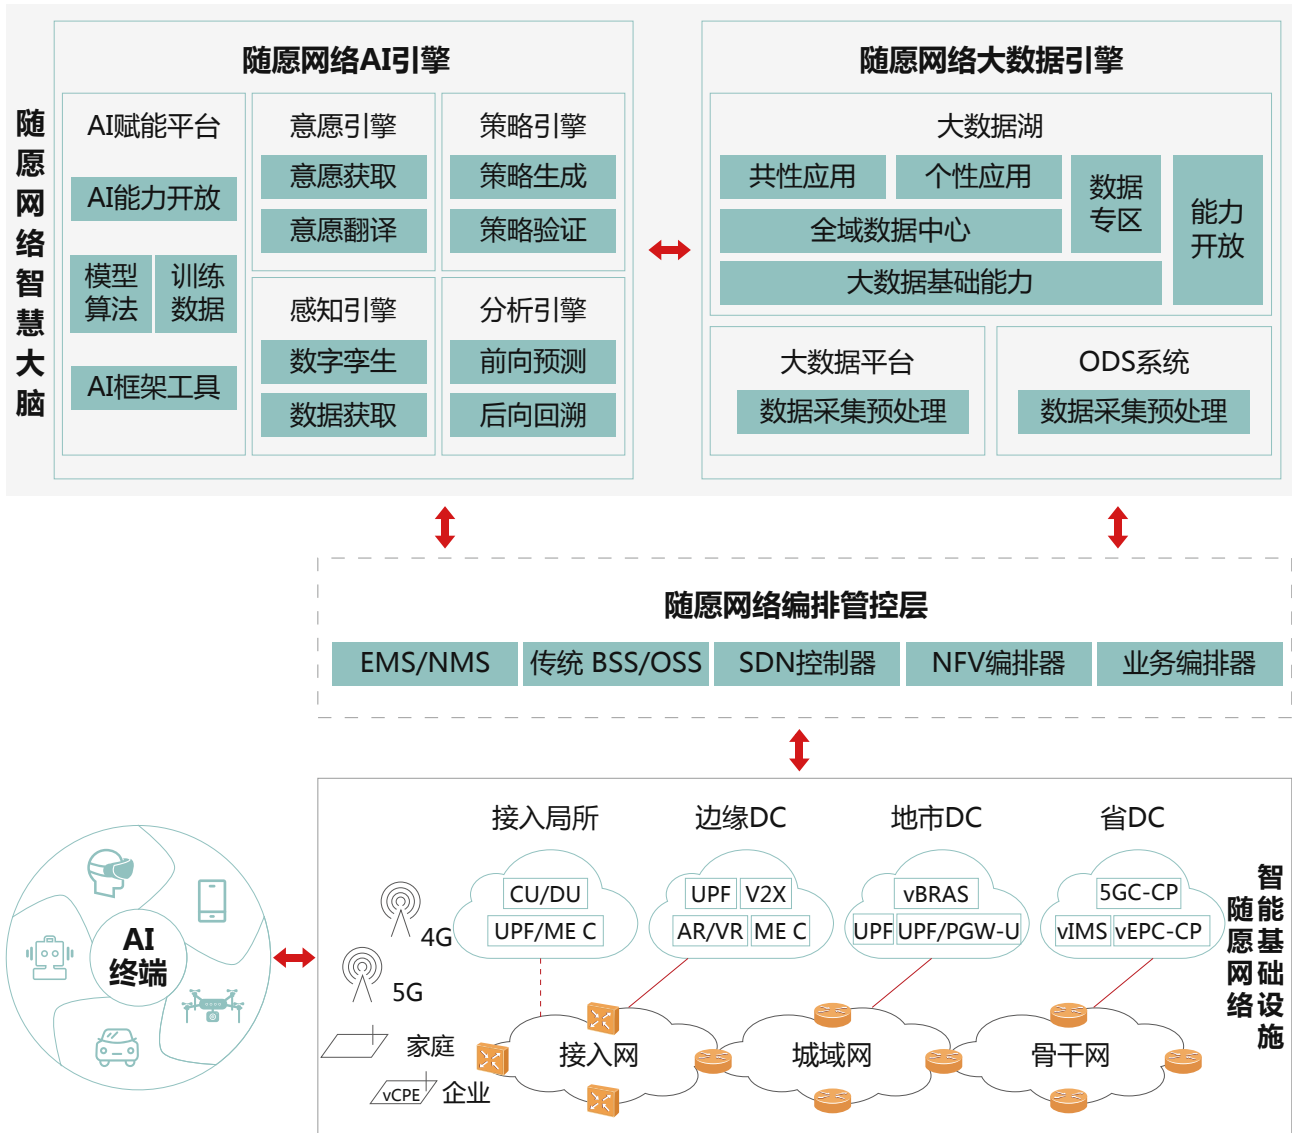 随愿网络智慧大脑
随愿网络AI引擎
AI赋能平台
AI能力开放
模型
算法
训练
数据
AI框架工具
意愿引擎
意愿获取
意愿翻译
策略引擎
策略生成
策略验证
感知引擎
数字孪生
数据获取
分析引擎
前向预测
后向回溯
随愿网络大数据引擎
大数据湖
共性应用
个性应用
数据
专区
能力
开放
全域数据中心
大数据基础能力
大数据平台
数据采集预处理
ODS系统
数据采集预处理
随愿网络编排管控层
EMS/NMS
传统 BSS/OSS
SDN控制器
NFV编排器
业务编排器
AI
终端
4G
5G
家庭
vCPE
企业
接入局所
CU/DU
UPF/ME C
边缘DC
UPF
V2X
AR/VR
ME C
地市DC
vBRAS
UPF
UPF/PGW-U
省DC
5GC-CP
vIMS
vEPC-CP
接入网
城域网
骨干网
随愿网络
智能基础设施